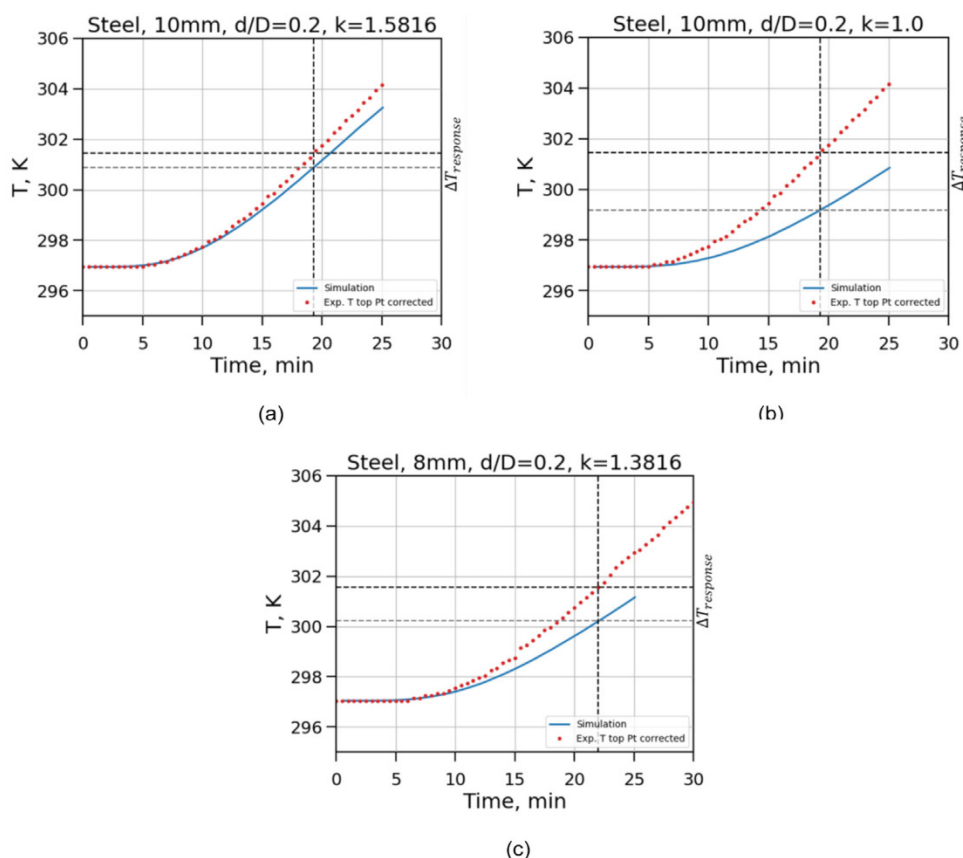 Steel, 10mm, d/D=0.2, k=1.5816
306
304
302
300
298
296
T, K
ΔTresponse
Simulation
Exp. T top Pt corrected
0 5 10 15 20 25 30
Time, min
(a)
Steel, 10mm, d/D=0.2, k=1.0
306
304
302
300
298
296
T, K
ΔTresponse
Simulation
Exp. T top Pt corrected
0 5 10 15 20 25 30
Time, min
(b)
Steel, 8mm, d/D=0.2, k=1.3816
306
304
302
300
298
296
T, K
ΔTresponse
Simulation
Exp. T top Pt corrected
0 5 10 15 20 25 30
Time, min
(c)